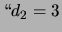 “d₂ = 3